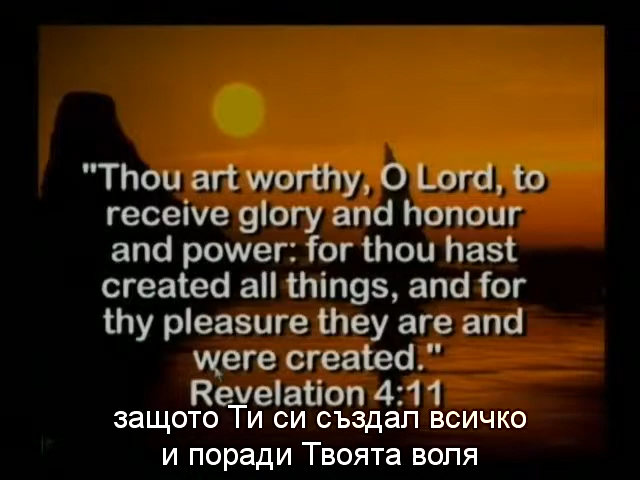 "Thou art worthy, O Lord, to
receive glory and honour
and power: for thou hast
created all things, and for
thy pleasure they are and
were created."
Revelation 4:11
защото Ти си създал всичко
и поради Твоята воля